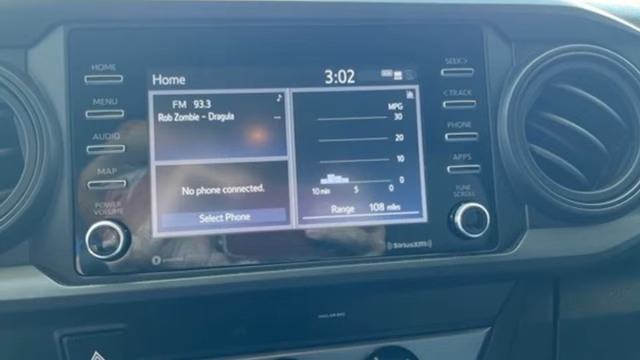 HOME
MENU
AUDIO
MAP
POWER
VOLUME
Home
3:02
FM 93.3
Rob Zombie - Dragula
No phone connected.
Select Phone
MPG
30
20
10
0
10 min 5 0
Range 108 miles
SEEK >
< TRACK
PHONE
APPS
TUNE
SCROLL
SiriusXM